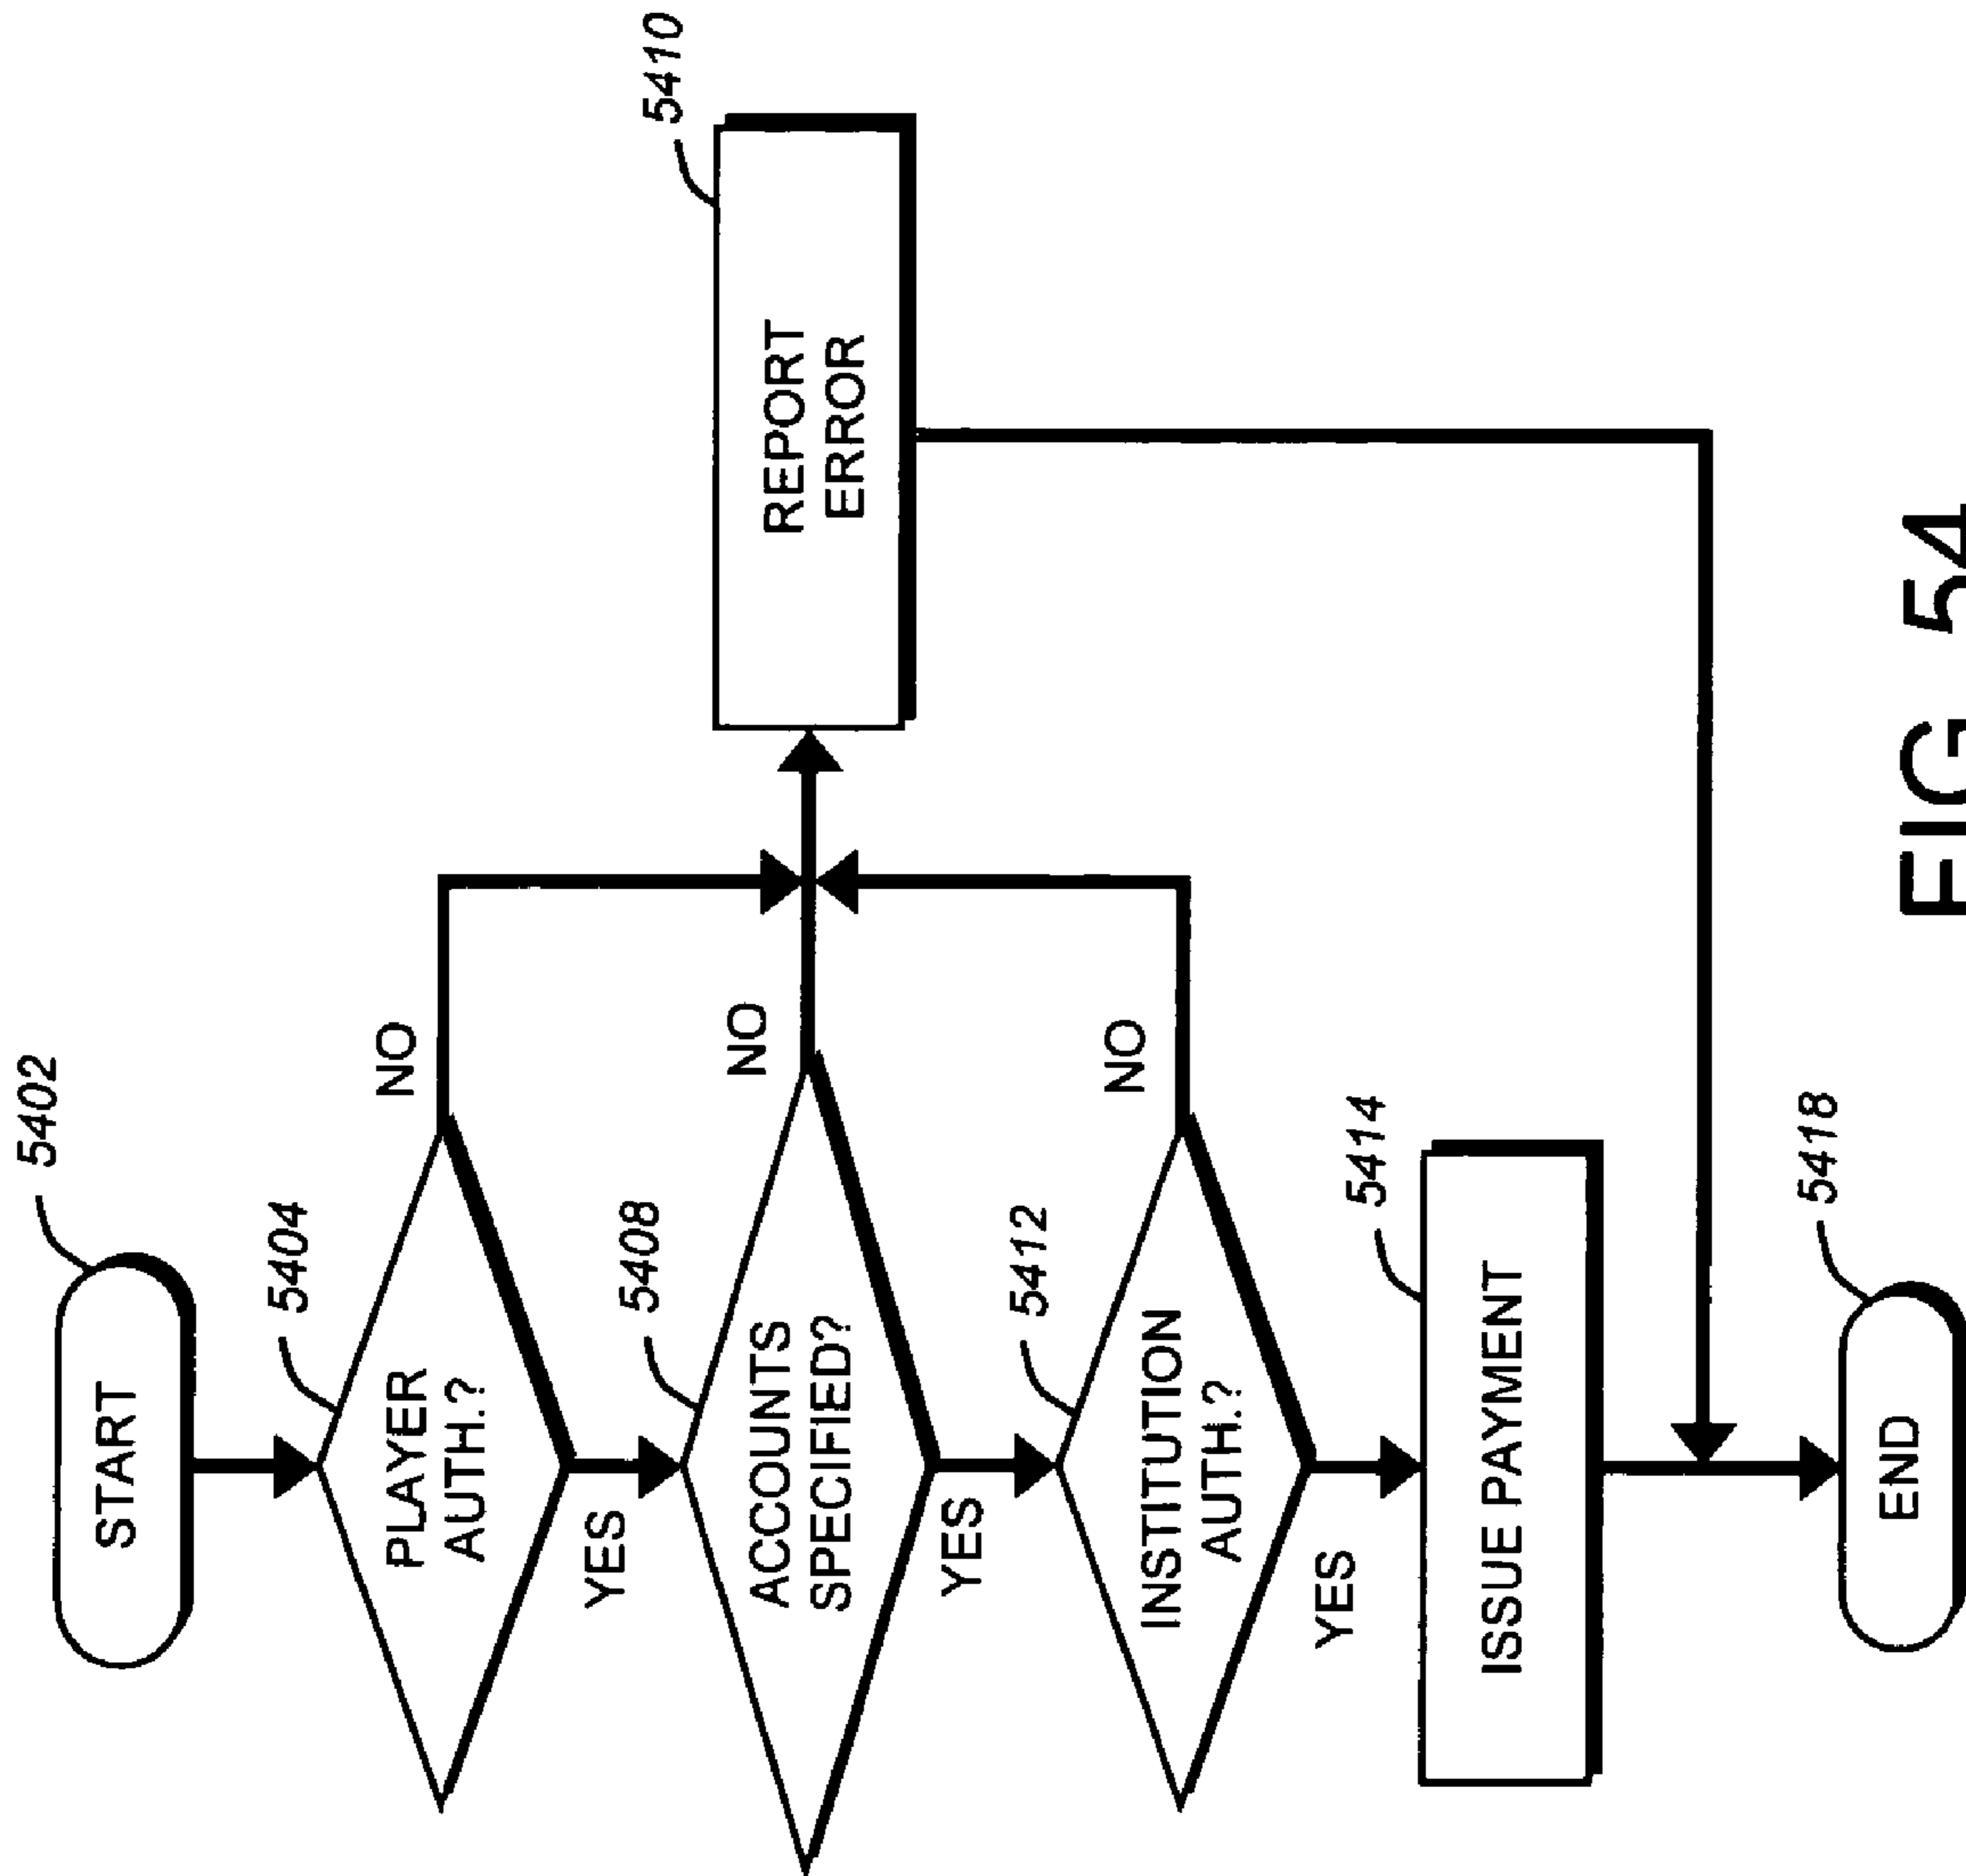 5402
START
5404
PLAYER
AUTH.?
NO
YES
5408
ACCOUNTS
SPECIFIED?
NO
5410
REPORT
ERROR
YES
5412
INSTITUTION
AUTH.?
NO
YES
5414
ISSUE PAYMENT
5418
END
FIG. 54